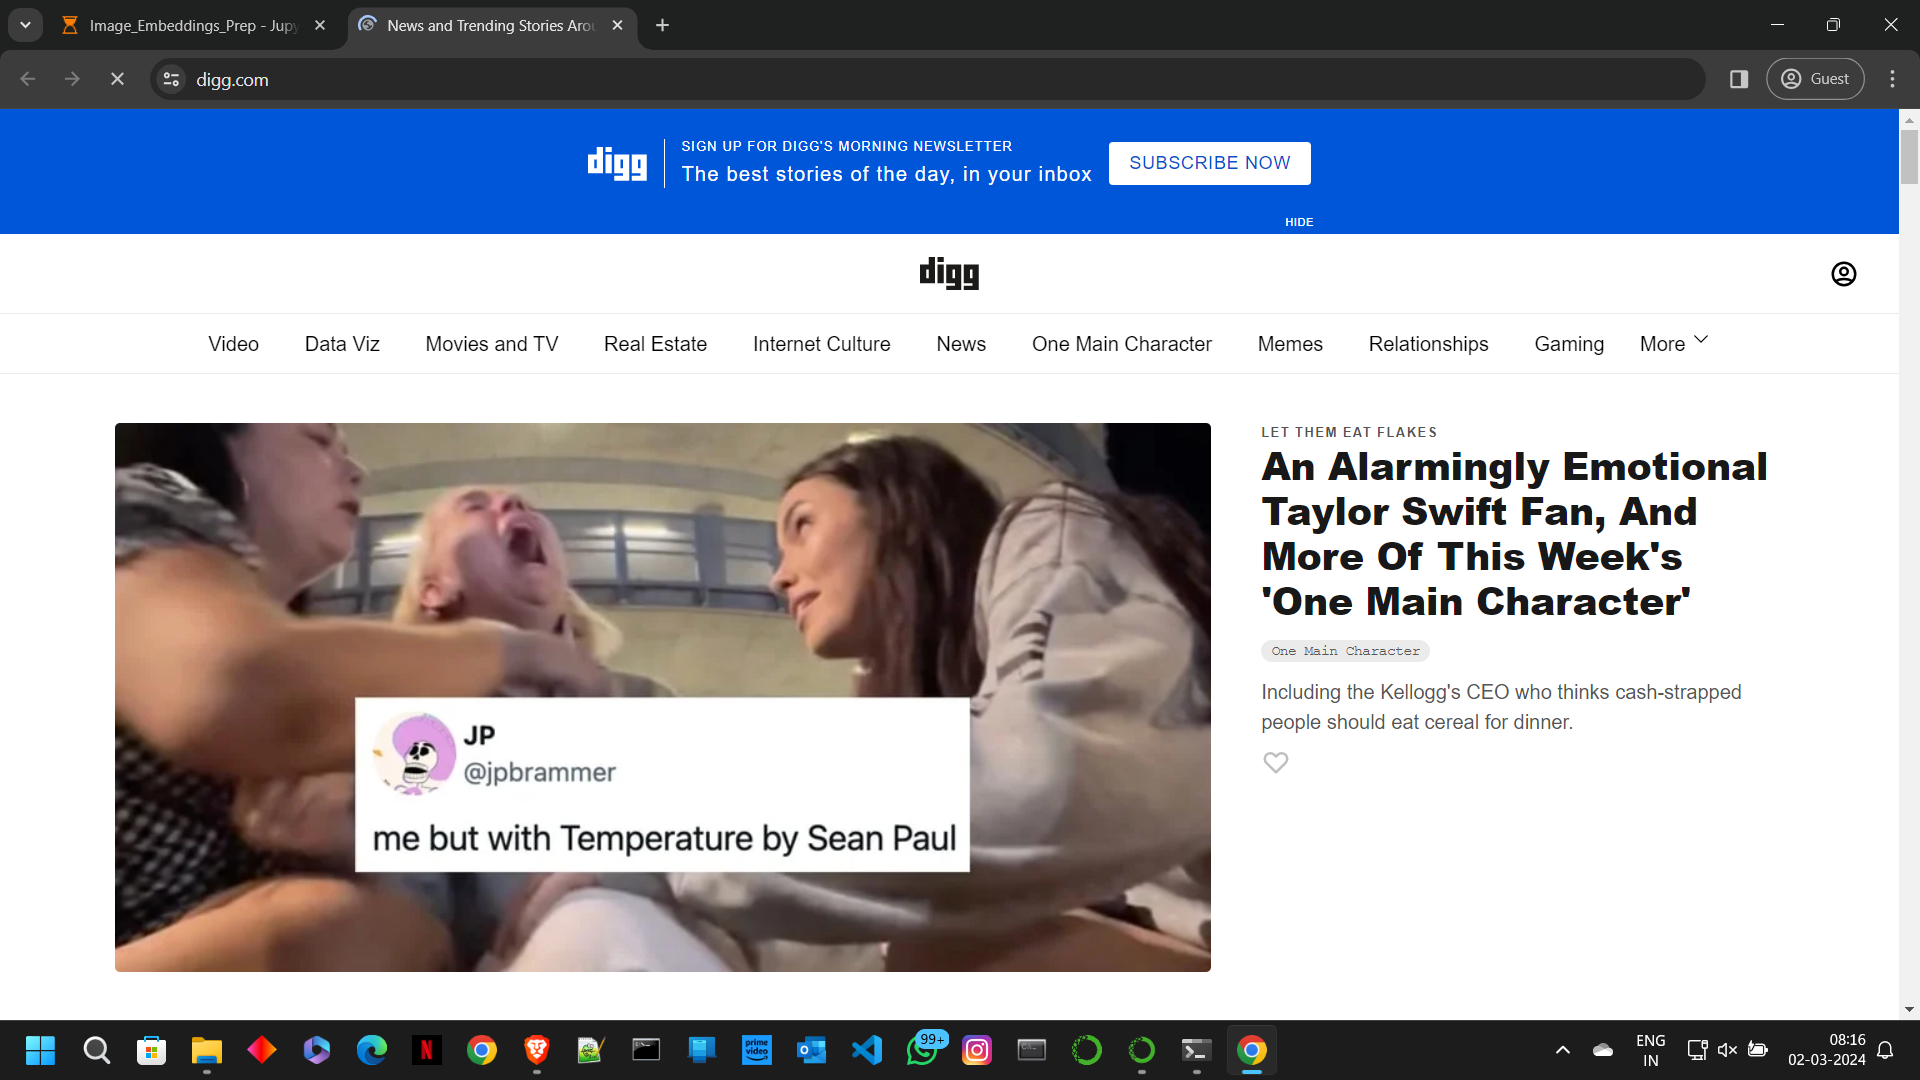 Image_Embeddings_Prep - Jupy
News and Trending Stories Arou
digg.com
Guest
digg
SIGN UP FOR DIGG'S MORNING NEWSLETTER
The best stories of the day, in your inbox
SUBSCRIBE NOW
HIDE
digg
Video
Data Viz
Movies and TV
Real Estate
Internet Culture
News
One Main Character
Memes
Relationships
Gaming
More
JP
@jpbrammer
me but with Temperature by Sean Paul
LET THEM EAT FLAKES
An Alarmingly Emotional
Taylor Swift Fan, And
More Of This Week's
'One Main Character'
One Main Character
Including the Kellogg's CEO who thinks cash-strapped
people should eat cereal for dinner.
N
prime
video
99+
ENG
IN
08:16
02-03-2024